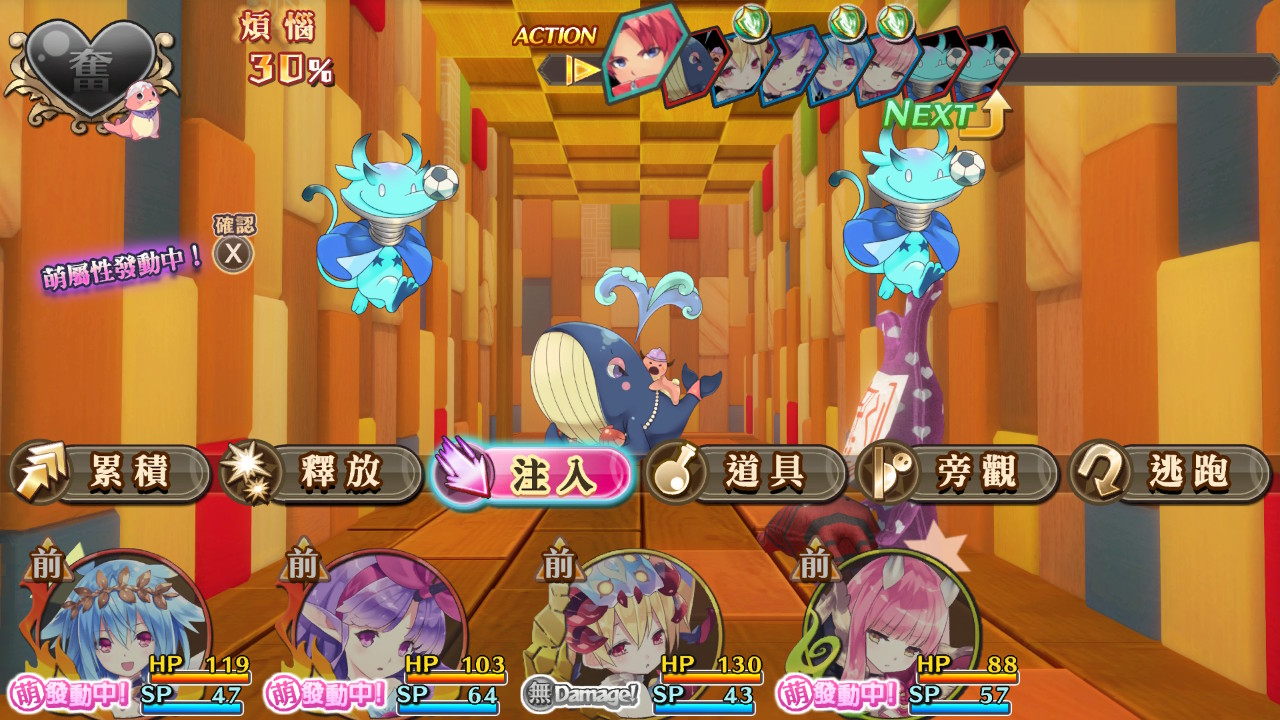 奮
煩惱
30%
ACTION
NEXT
確認
X
萌屬性發動中！
累積
釋放
注入
道具
旁觀
逃跑
前
前
前
前
HP 119
萌發動中!
SP 47
HP 103
萌發動中!
SP 64
HP 130
無Damage!
SP 43
HP 88
萌發動中!
SP 57